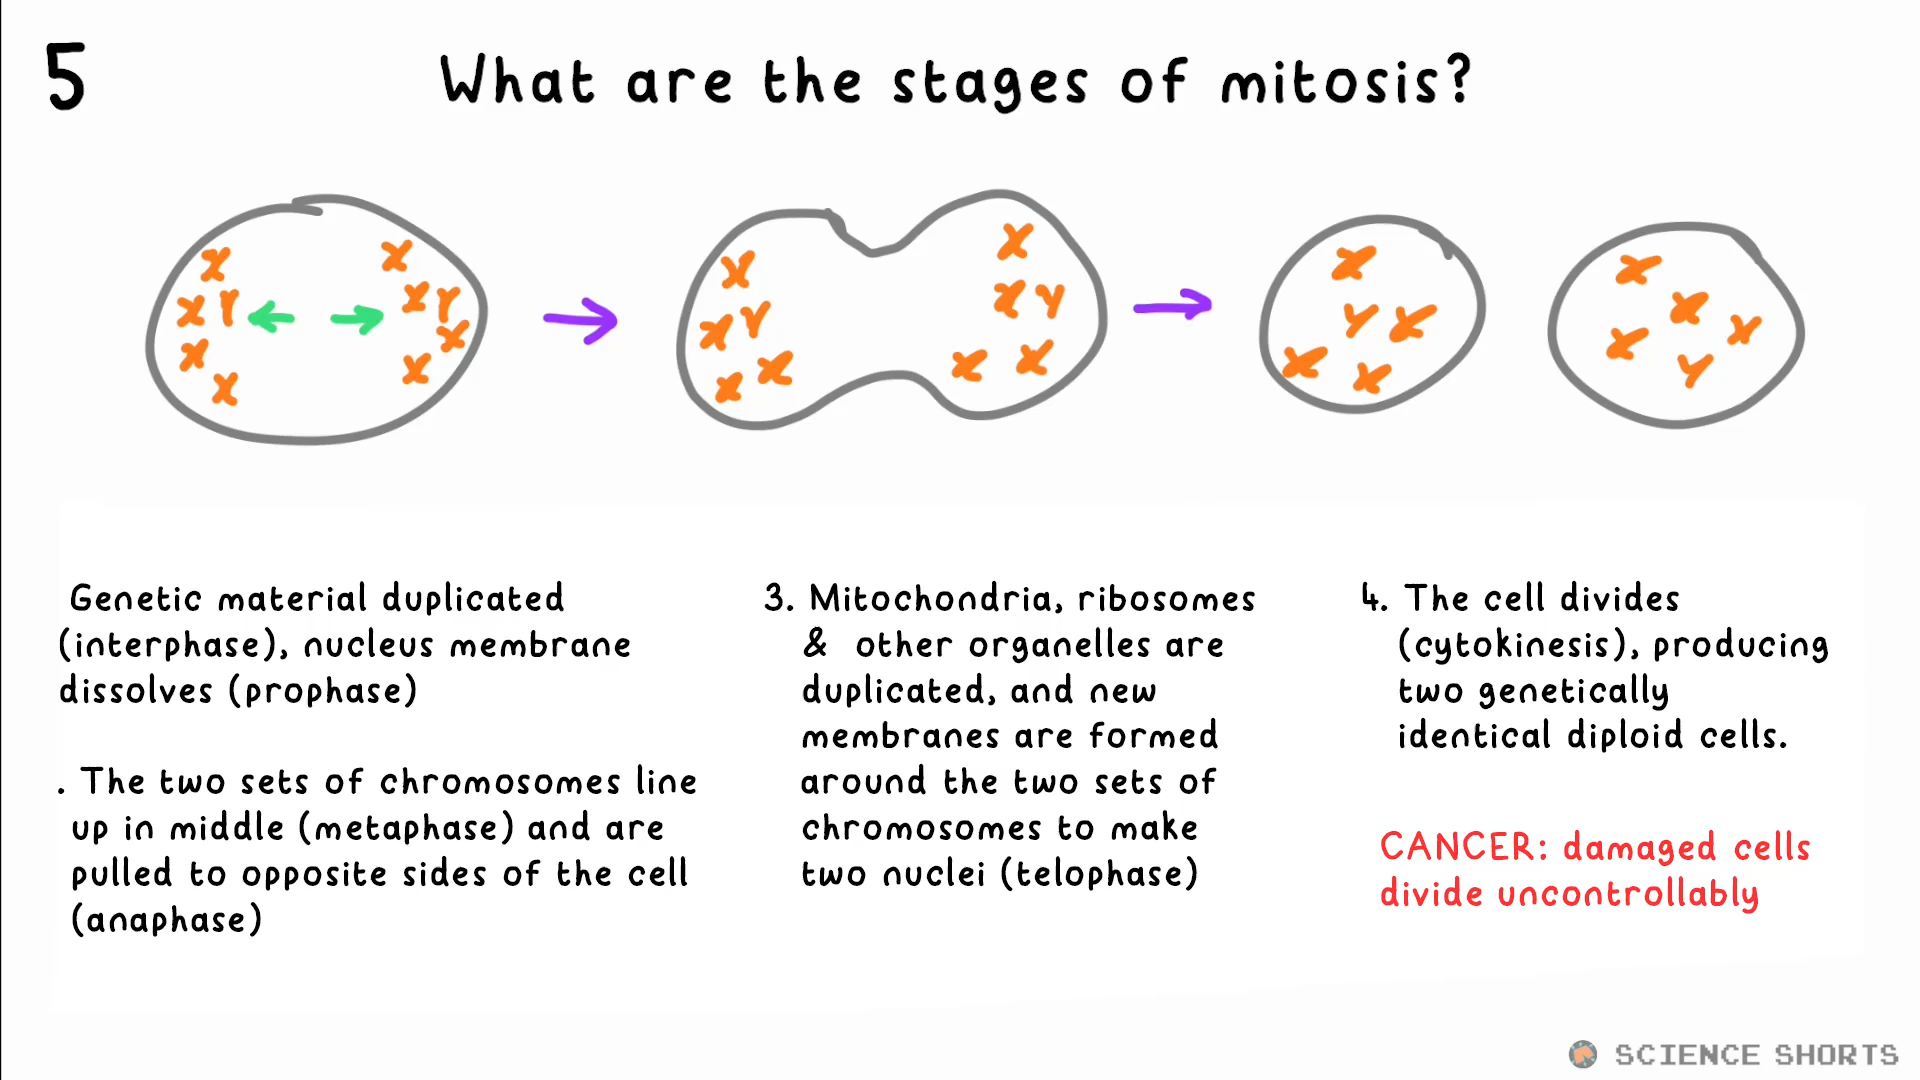 5
What are the stages of mitosis?
Genetic material duplicated
(interphase), nucleus membrane
dissolves (prophase)
. The two sets of chromosomes line
up in middle (metaphase) and are
pulled to opposite sides of the cell
(anaphase)
3. Mitochondria, ribosomes
& other organelles are
duplicated, and new
membranes are formed
around the two sets of
chromosomes to make
two nuclei (telophase)
4. The cell divides
(cytokinesis), producing
two genetically
identical diploid cells.
CANCER: damaged cells
divide uncontrollably
SCIENCE SHORTS